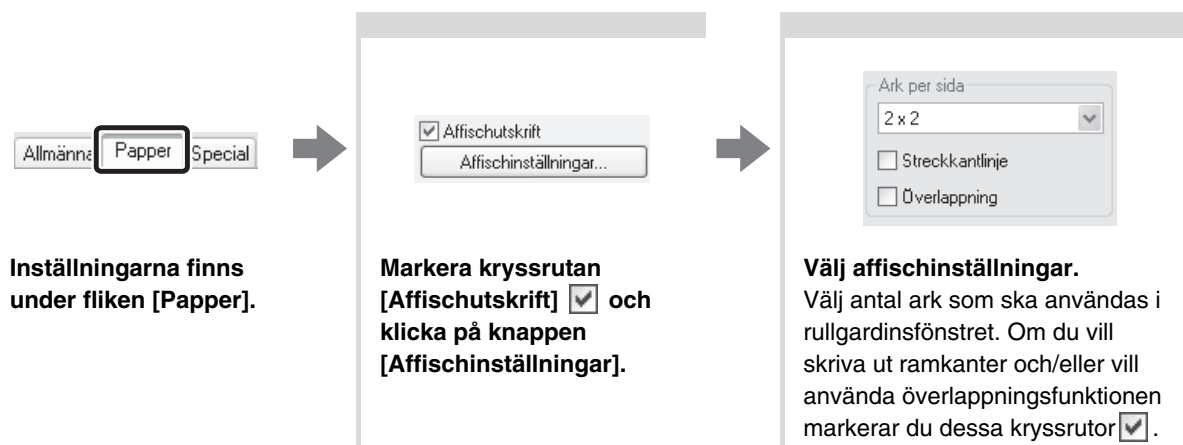 Allmänna
Papper
Special
Inställningarna finns
under fliken [Papper].
Affischutskrift
Affischinställningar...
Markera kryssrutan
[Affischutskrift] och
klicka på knappen
[Affischinställningar].
Ark per sida
2 x 2
Streckkantlinje
Överlappning
Välj affischinställningar.
Välj antal ark som ska användas i
rullgardinsfönstret. Om du vill
skriva ut ramkanter och/eller vill
använda överlappningsfunktionen
markerar du dessa kryssrutor .